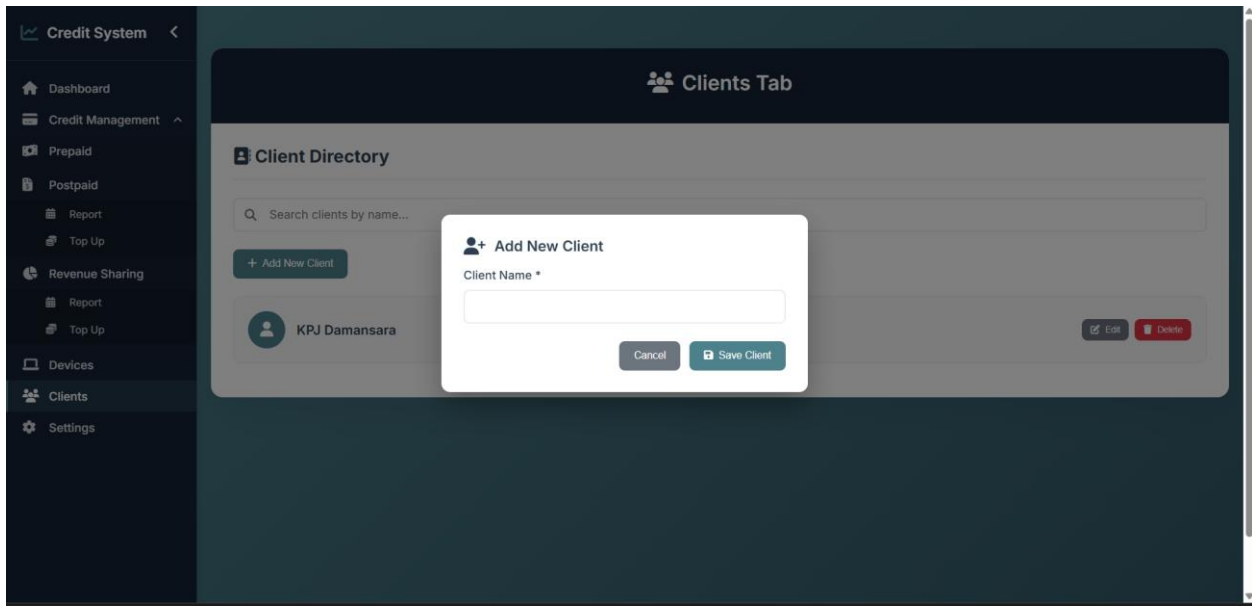 Credit System
Dashboard
Credit Management
Prepaid
Postpaid
Report
Top Up
Revenue Sharing
Report
Top Up
Devices
Clients
Settings
Clients Tab
Client Directory
Search clients by name...
+ Add New Client
KPJ Damansara
Edit
Delete
Add New Client
Client Name *
Cancel
Save Client